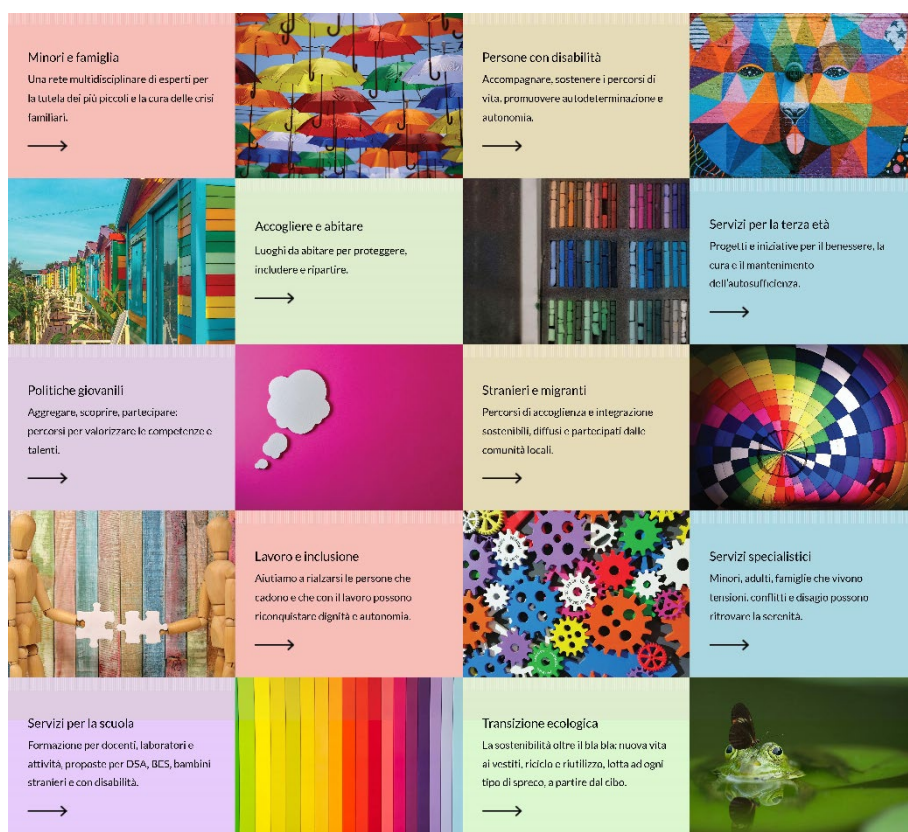 Minori e famiglia
Una rete multidisciplinare di esperti per
la tutela dei più piccoli e la cura delle crisi
familiari.
Persone con disabilità
Accompagnare, sostenere i percorsi di
vita, promuovere autodeterminazione e
autonomia.
Accogliere e abitare
Luoghi da abitare per proteggere,
includere e ripartire.
Servizi per la terza età
Progetti e iniziative per il benessere, la
cura e il mantenimento
dell'autosufficienza.
Politiche giovanili
Aggregare, scoprire, partecipare:
percorsi per valorizzare le competenze e
talenti.
Stranieri e migranti
Percorsi di accoglienza e integrazione
sostenibili, diffusi e partecipati dalle
comunità locali.
Lavoro e inclusione
Aiutiamo a rialzarsi le persone che
cadono e che con il lavoro possono
riconquistare dignità e autonomia.
Servizi specialistici
Minori, adulti, famiglie che vivono
tensioni, conflitti e disagio possono
ritrovare la serenità.
Servizi per la scuola
Formazione per docenti, laboratori e
attività, proposte per DSA, BES, bambini
stranieri e con disabilità.
Transizione ecologica
La sostenibilità oltre il bla bla: nuova vita
ai vestiti, riciclo e riutilizzo, lotta ad ogni
tipo di spreco, a partire dal cibo.